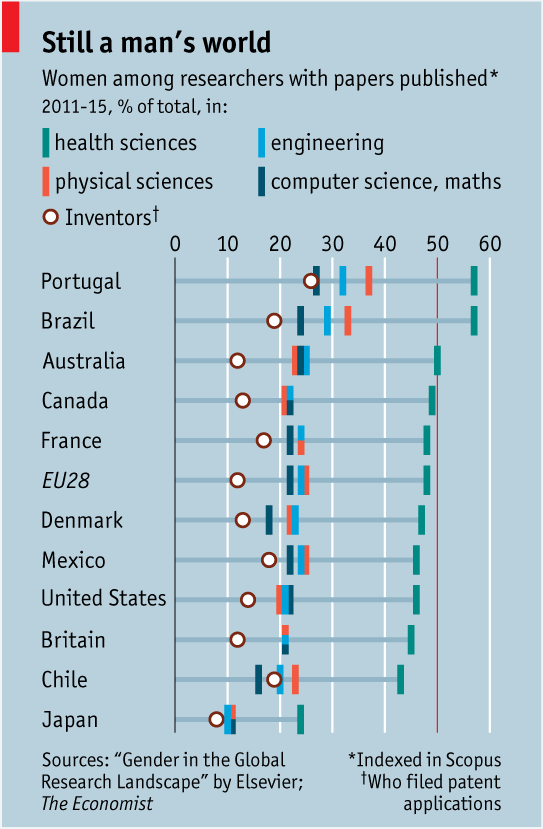 Still a man's world
Women among researchers with papers published*
2011-15, % of total, in:
health sciences
engineering
physical sciences
computer science, maths
Inventors†
0 10 20 30 40 50 60
Portugal
Brazil
Australia
Canada
France
EU28
Denmark
Mexico
United States
Britain
Chile
Japan
Sources: “Gender in the Global
Research Landscape” by Elsevier;
The Economist
*Indexed in Scopus
†Who filed patent
applications